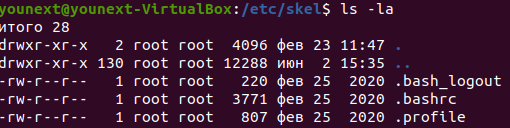 younext@younext-VirtualBox:/etc/skel$ ls -la
итого 28
drwxr-xr-x 2 root root 4096 фев 23 11:47 .
drwxr-xr-x 130 root root 12288 июн 2 15:35 ..
-rw-r--r-- 1 root root 220 фев 25 2020 .bash_logout
-rw-r--r-- 1 root root 3771 фев 25 2020 .bashrc
-rw-r--r-- 1 root root 807 фев 25 2020 .profile